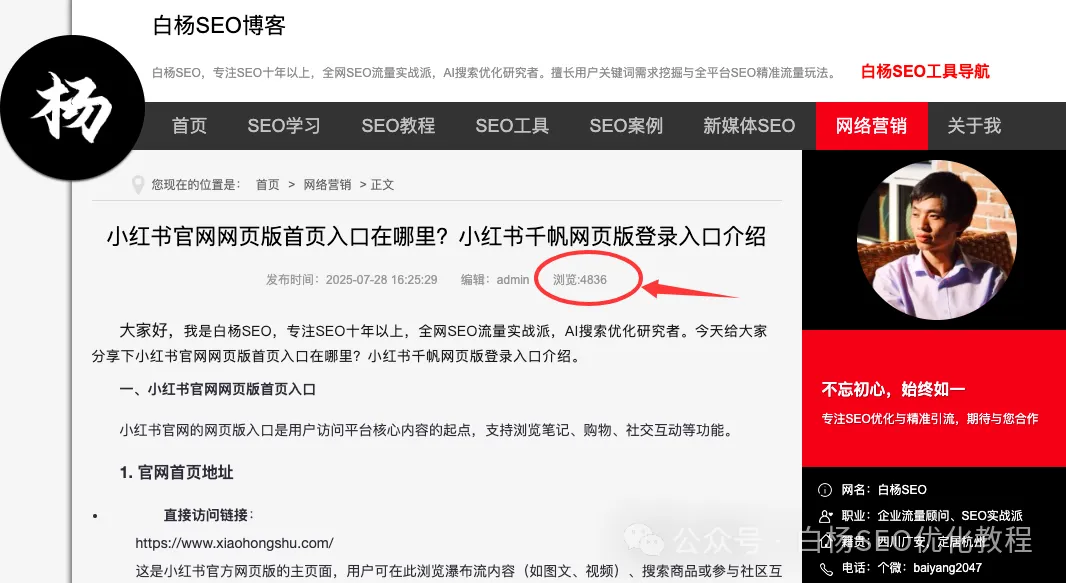 白杨SEO博客
白杨SEO，专注SEO十年以上，全网SEO流量实战派，AI搜索优化研究者。擅长用户关键词需求挖掘与全平台SEO精准流量玩法。
白杨SEO工具导航
杨
首页 SEO学习 SEO教程 SEO工具 SEO案例 新媒体SEO 网络营销 关于我
您现在的位置是： 首页 > 网络营销 > 正文
小红书官网网页版首页入口在哪里？小红书千帆网页版登录入口介绍
发布时间：2025-07-28 16:25:29 编辑：admin 浏览:4836
大家好，我是白杨SEO，专注SEO十年以上，全网SEO流量实战派，AI搜索优化研究者。今天给大家
分享下小红书官网网页版首页入口在哪里？小红书千帆网页版登录入口介绍。
一、小红书官网网页版首页入口
小红书官网的网页版入口是用户访问平台核心内容的起点，支持浏览笔记、购物、社交互动等功能。
1. 官网首页地址
• 直接访问链接：
https://www.xiaohongshu.com/
这是小红书官方网页版的主页面，用户可在此浏览瀑布流内容（如图文、视频）、搜索商品或参与社区互
不忘初心，始终如一
专注SEO优化与精准引流，期待与您合作
网名：白杨SEO
职业：企业流量顾问、SEO实战派
籍贯：四川广安，定居杭州
电话：个微：baiyang2047
公众号 · 白杨SEO优化教程